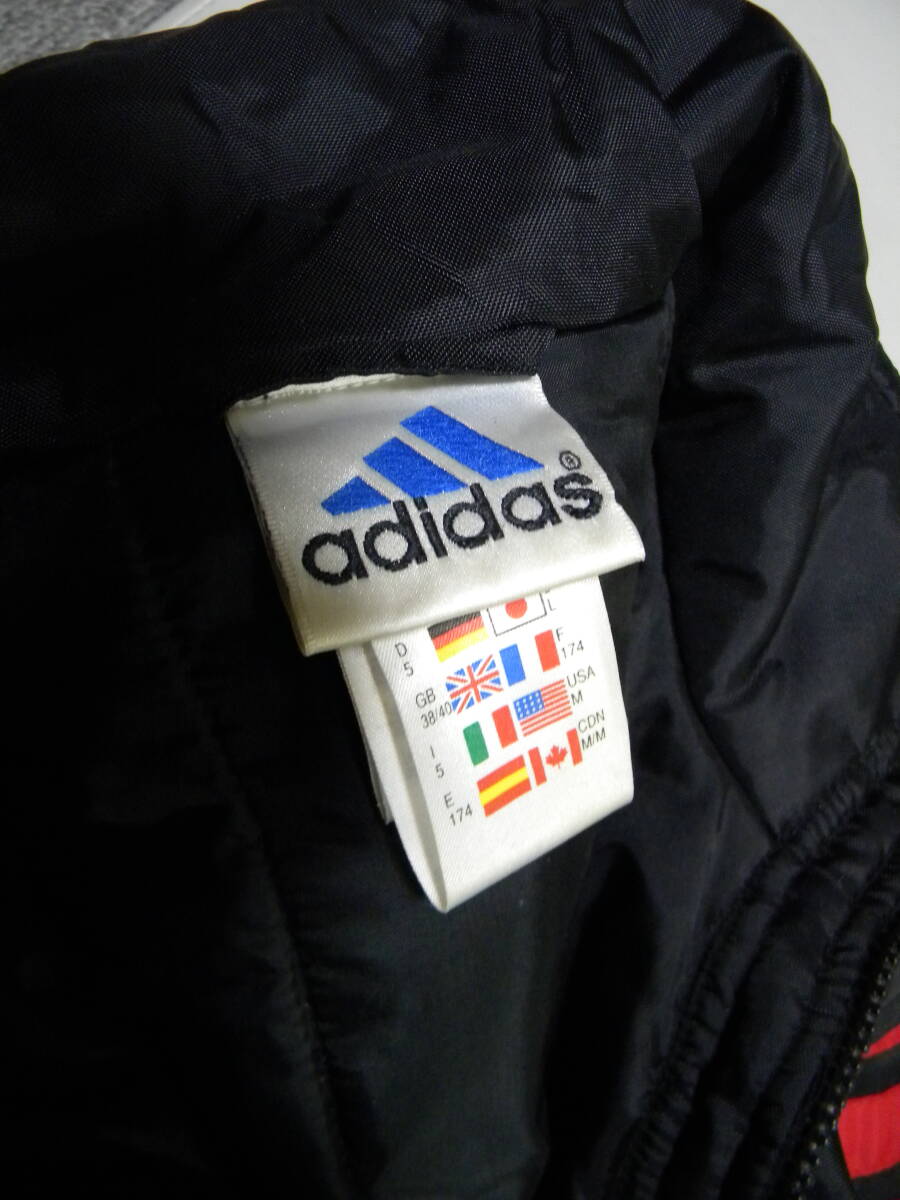 adidas®
D
5
L
GB
38/40
F
174
I
5
USA
M
E
174
CDN
M/M